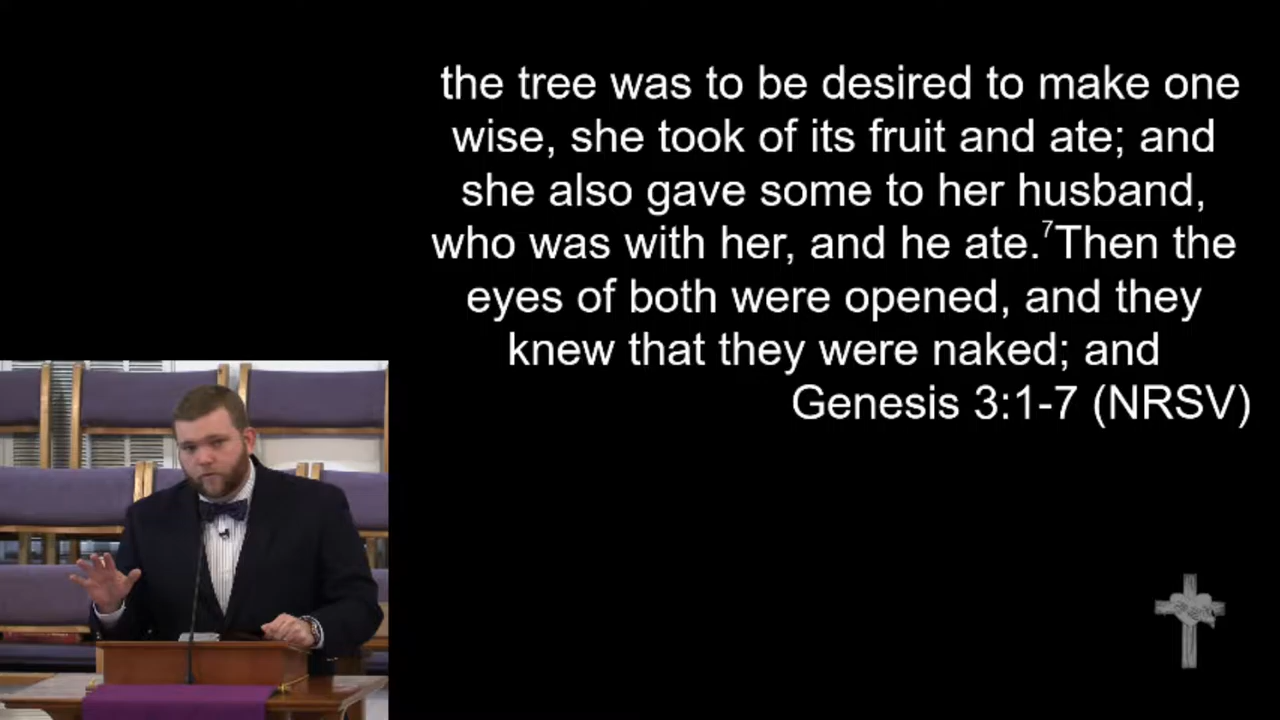 the tree was to be desired to make one
wise, she took of its fruit and ate; and
she also gave some to her husband,
who was with her, and he ate.⁷Then the
eyes of both were opened, and they
knew that they were naked; and
Genesis 3:1-7 (NRSV)